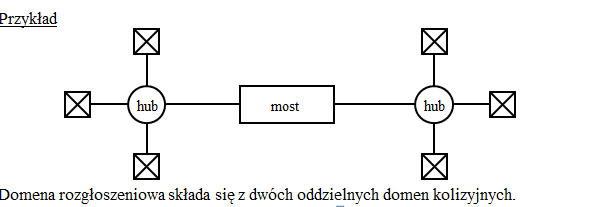 Przykład
hub most hub
Domena rozgłoszeniowa składa się z dwóch oddzielnych domen kolizyjnych.